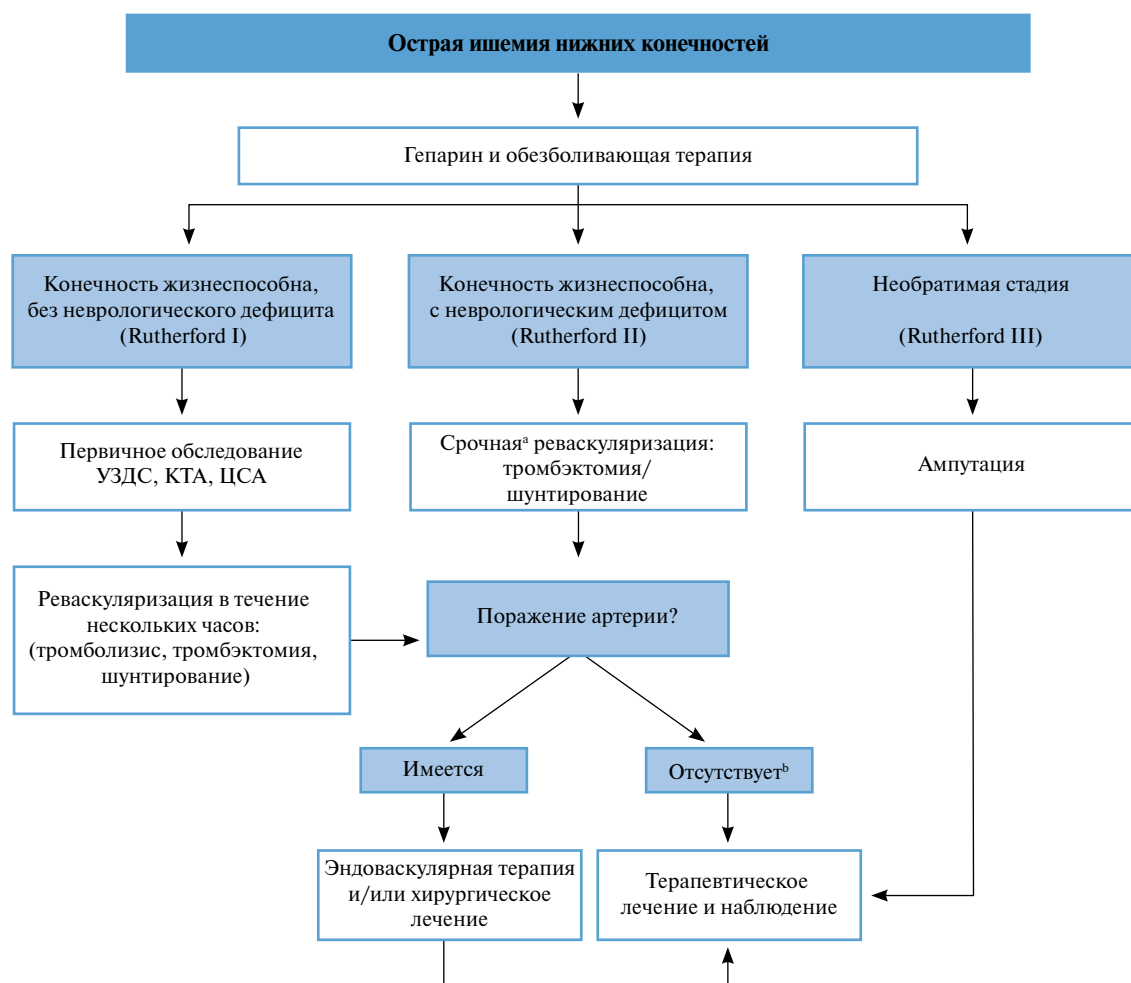 Острая ишемия нижних конечностей
Гепарин и обезболивающая терапия
Конечность жизнеспособна,
без неврологического дефицита
(Rutherford I)
Конечность жизнеспособна,
с неврологическим дефицитом
(Rutherford II)
Необратимая стадия
(Rutherford III)
Первичное обследование
УЗДС, КТА, ЦСА
Срочнаяᵃ реваскуляризация:
тромбэктомия/
шунтирование
Ампутация
Реваскуляризация в течение
нескольких часов:
(тромболизис, тромбэктомия,
шунтирование)
Поражение артерии?
Имеется
Отсутствуетᵇ
Эндоваскулярная терапия
и/или хирургическое
лечение
Терапевтическое
лечение и наблюдение